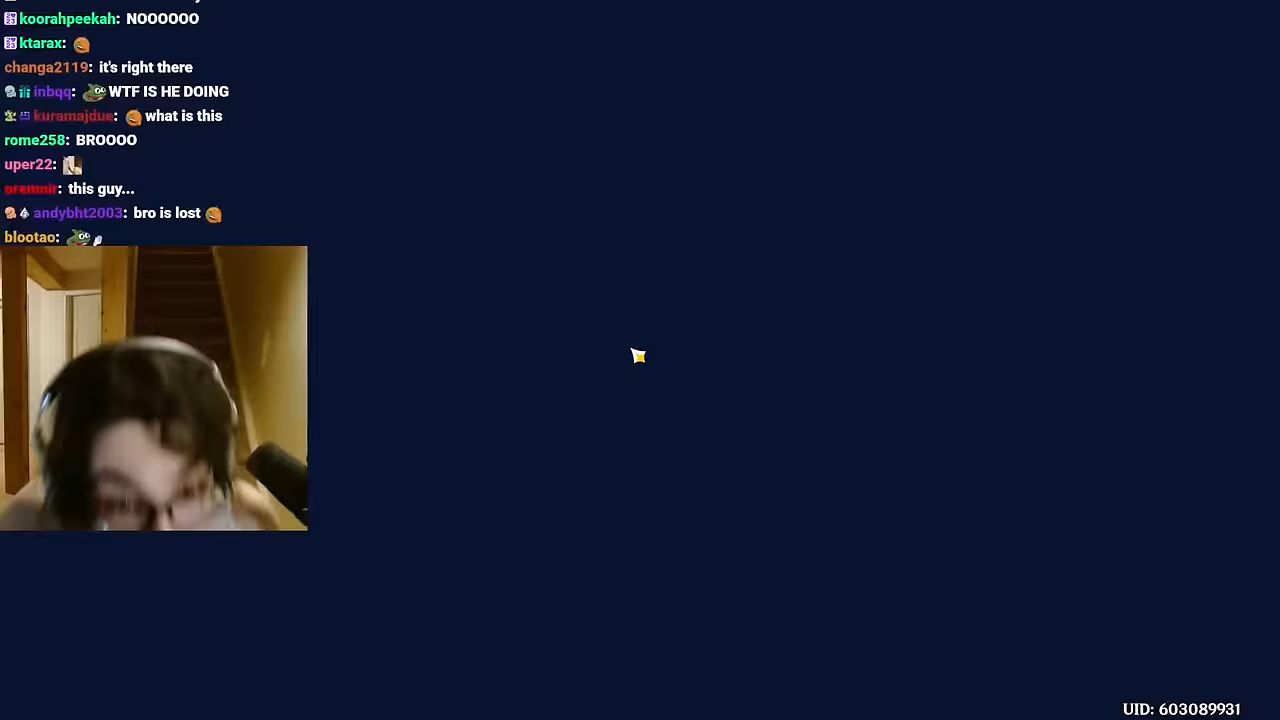 koorahpeekah: NOOOOOO
ktarax:
changa2119: it's right there
inbqq: WTF IS HE DOING
kuramajdue: what is this
rome258: BROOOO
uper22:
oremnir: this guy...
andybht2003: bro is lost
blootao:
UID: 603089931